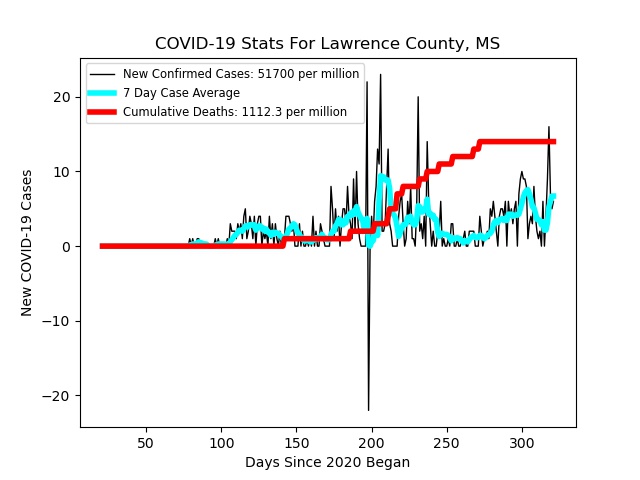 COVID-19 Stats For Lawrence County, MS
New Confirmed Cases: 51700 per million
7 Day Case Average
Cumulative Deaths: 1112.3 per million
New COVID-19 Cases
20
10
0
−10
−20
50 100 150 200 250 300
Days Since 2020 Began